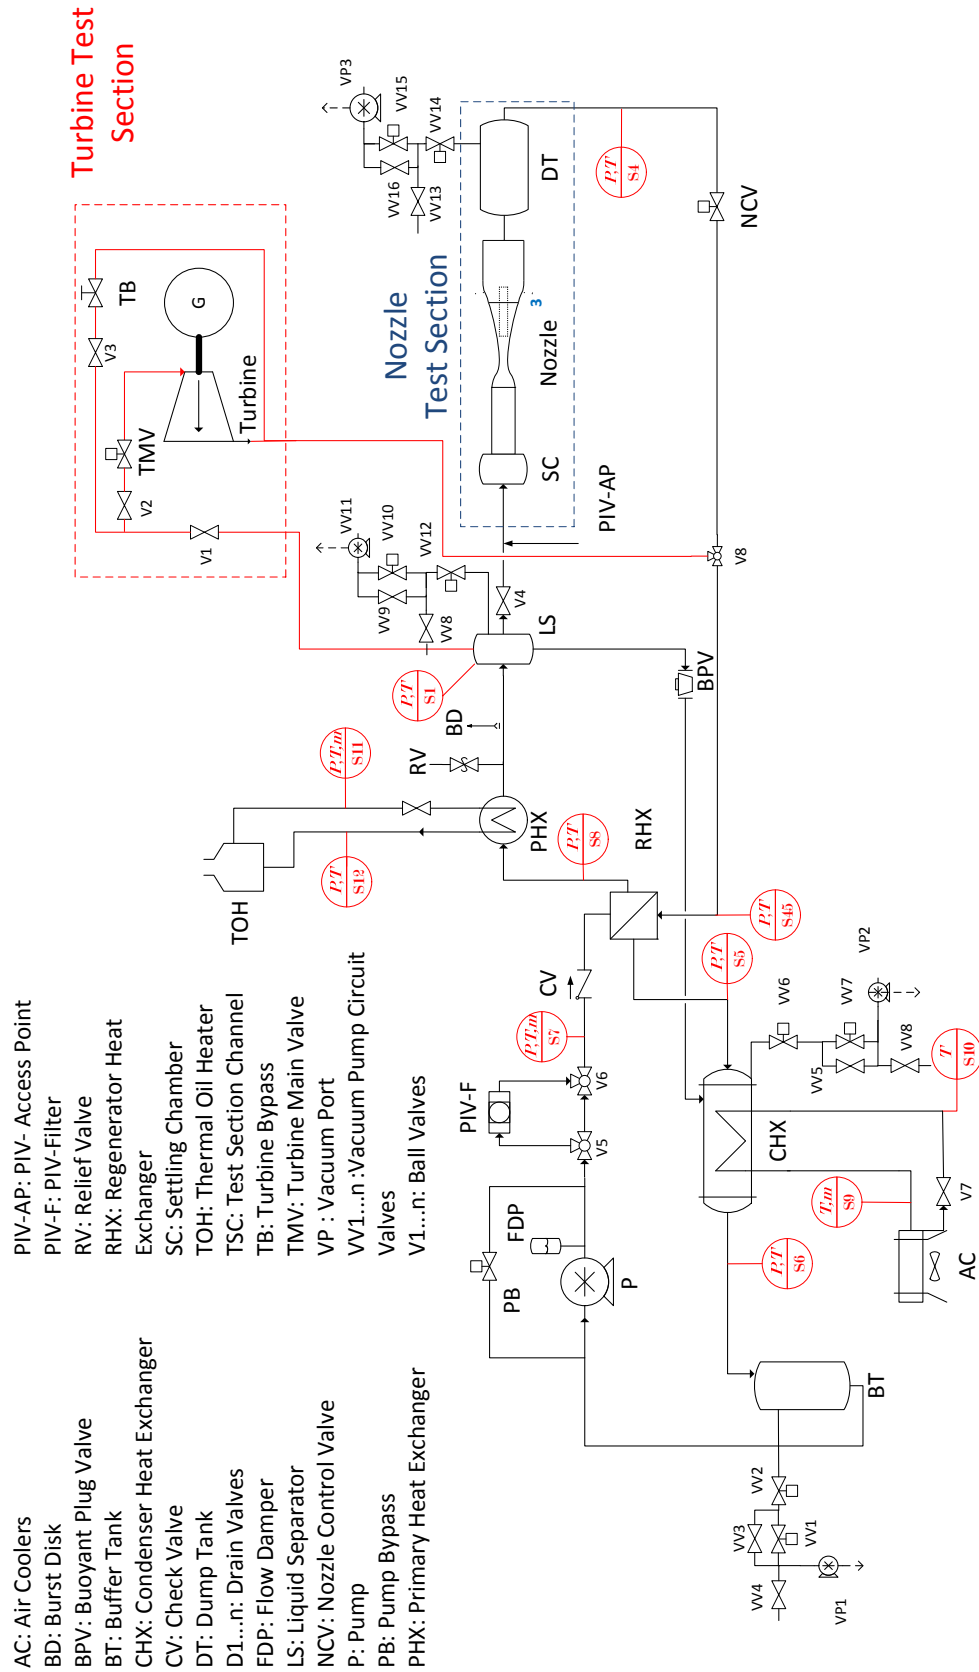 AC: Air Coolers
BD: Burst Disk
BPV: Buoyant Plug Valve
BT: Buffer Tank
CHX: Condenser Heat Exchanger
CV: Check Valve
DT: Dump Tank
D1...n: Drain Valves
FDP: Flow Damper
LS: Liquid Separator
NCV: Nozzle Control Valve
P: Pump
PB: Pump Bypass
PHX: Primary Heat Exchanger
PIV-AP: PIV- Access Point
PIV-F: PIV-Filter
RV: Relief Valve
RHX: Regenerator Heat
Exchanger
SC: Settling Chamber
TOH: Thermal Oil Heater
TSC: Test Section Channel
TB: Turbine Bypass
TMV: Turbine Main Valve
VP : Vacuum Port
VV1...n :Vacuum Pump Circuit
Valves
V1...n: Ball Valves
Turbine Test
Section
TB
V3
G
TMV
V2
Turbine
V1
VP3
VV15
VV14
VV16
VV13
Nozzle
Test Section
DT
3
Nozzle
SC
PIV-AP
P,T
S4
NCV
VV11
VV10
VV12
VV9
VV8
V4
LS
V8
P,T
S1
BPV
BD
RV
P,T,m
S11
PHX
P,T
S12
TOH
P,T
S8
RHX
P,T
S45
P,T
S5
CV
P,T,m
S7
PIV-F
V6
V5
FDP
PB
P
VP2
VV6
VV7
VV5
VV8
T
S10
CHX
T,m
S9
V7
AC
P,T
S6
BT
VV2
VV3
VV1
VV4
VP1